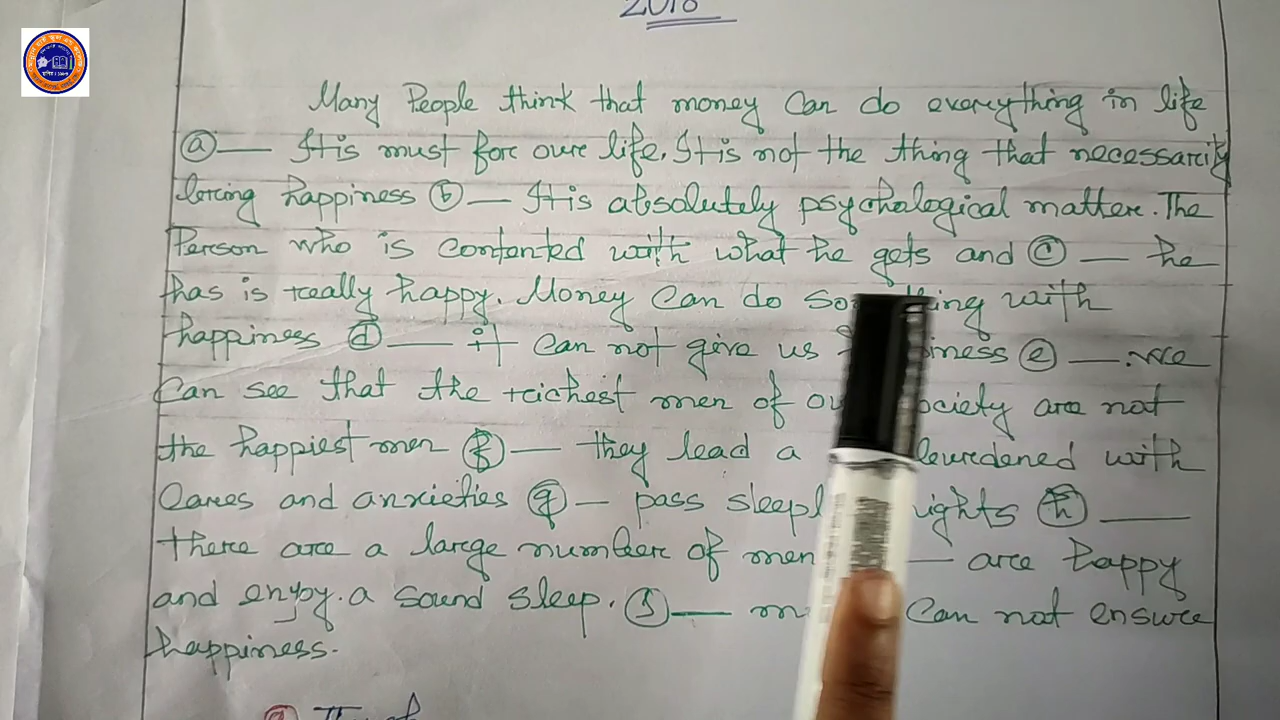 2018
Many People think that money can do everything in life
ⓐ — It is must for our life. It is not the thing that necessarily
bring happiness ⓑ — It is absolutely psychological matter. The
Person who is contented with what he gets and ⓒ — he
has is really happy. Money can do with
happiness ⓓ — it can not give us ⓔ — . We
can see that the richest men of society are not
the happiest men ⓕ — they lead a burdened with
cares and anxieties ⓖ — pass ⓗ —
there are a large number of men — are happy
and enjoy. a sound sleep. ⓙ — can not ensure
happiness.